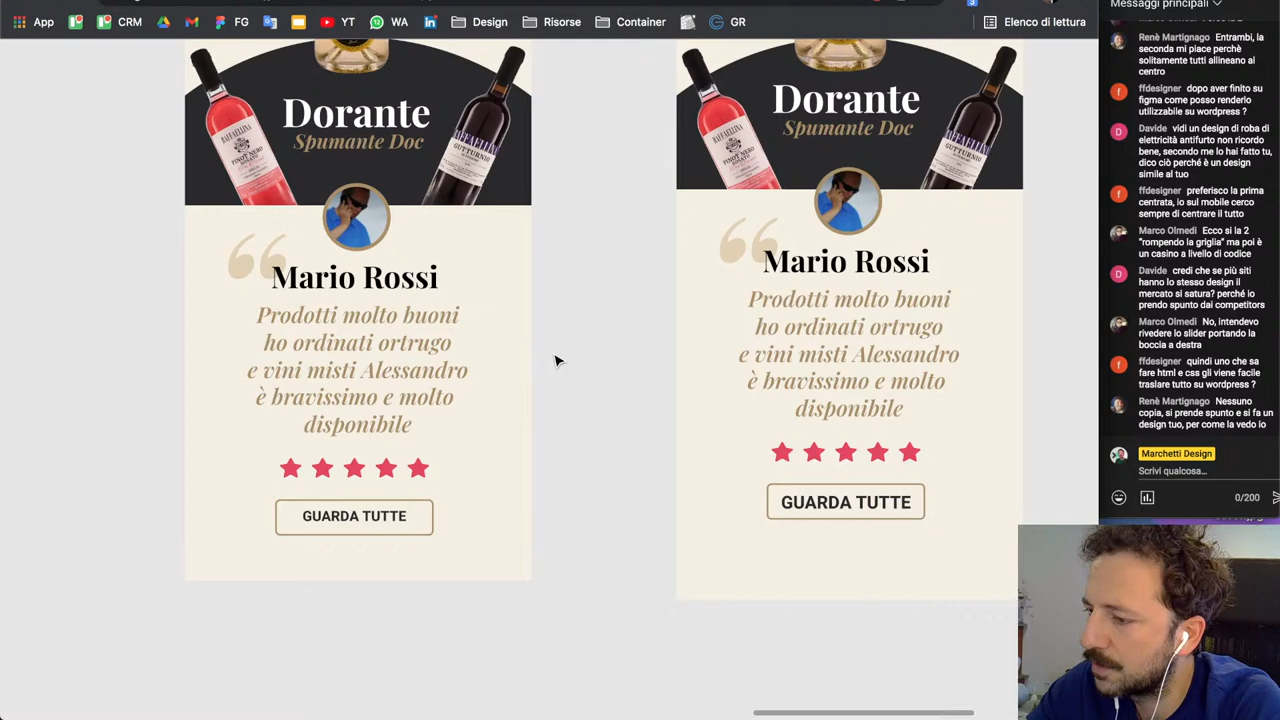 App
CRM
FG
YT
WA
Design
Risorse
Container
GR
Elenco di lettura
Messaggi principali
Dorante
Spumante Doc
RAFFAELLINA
PINOT NERO
GUTTURNIO
Mario Rossi
Prodotti molto buoni
ho ordinati ortrugo
e vini misti Alessandro
è bravissimo e molto
disponibile
GUARDA TUTTE
Dorante
Spumante Doc
RAFFAELLINA
PINOT NERO
GUTTURNIO
Mario Rossi
Prodotti molto buoni
ho ordinati ortrugo
e vini misti Alessandro
è bravissimo e molto
disponibile
GUARDA TUTTE
Renè Martignago Entrambi, la
seconda mi piace perchè
solitamente tutti allineano al
centro
ffdesigner dopo aver finito su
figma come posso renderlo
utilizzabile su wordpress ?
Davide vidi un design di roba di
elettricità antifurto non ricordo
bene, secondo me lo hai fatto tu,
dico ciò perché è un design
simile al tuo
ffdesigner preferisco la prima
centrata, io sul mobile cerco
sempre di centrare il tutto
Marco Olmedi Ecco si la 2
“rompendo la griglia” ma poi è
un casino a livello di codice
Davide credi che se più siti
hanno lo stesso design il
mercato si satura? perché io
prendo spunto dai competitors
Marco Olmedi No, intendevo
rivedere lo slider portando la
boccia a destra
ffdesigner quindi uno che sa
fare html e css gli viene facile
traslare tutto su wordpress ?
Renè Martignago Nessuno
copia, si prende spunto e si fa un
design tuo, per come la vedo io
Marchetti Design
Scrivi qualcosa...
0/200